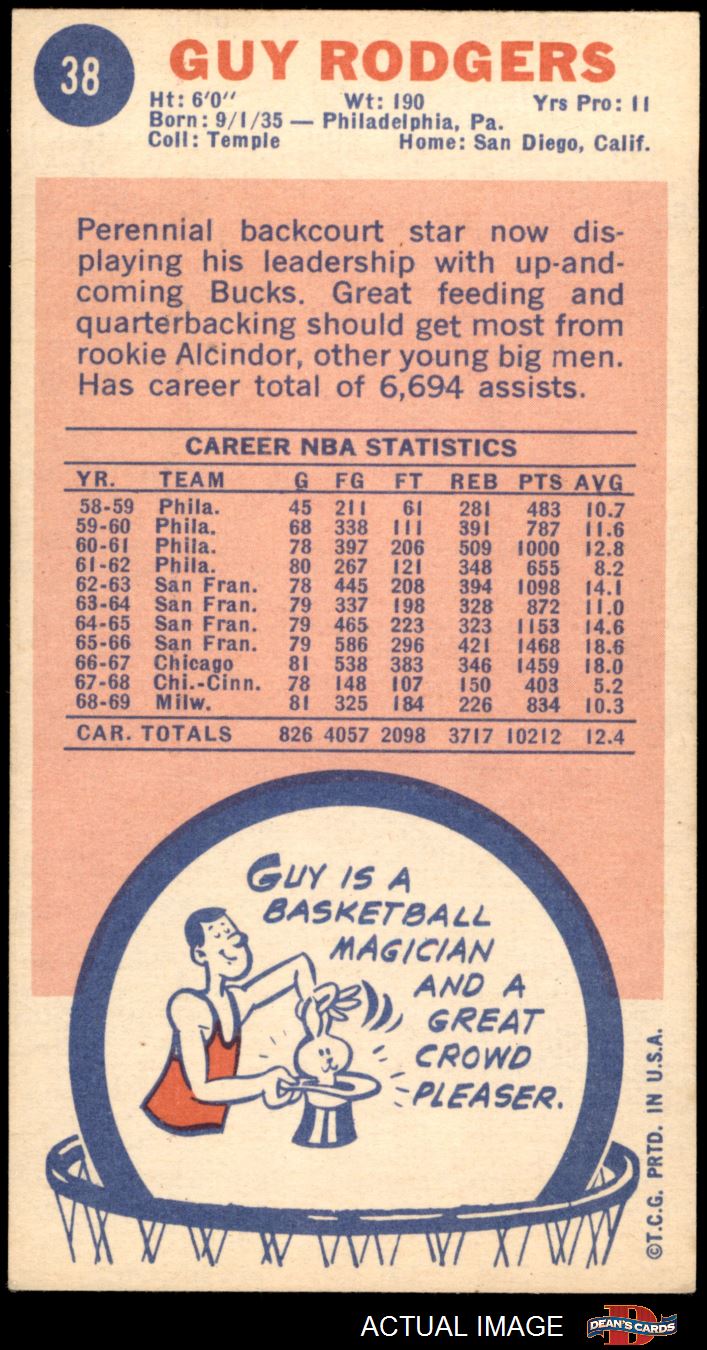 38
GUY RODGERS
Ht: 6'0" Wt: 190 Yrs Pro: 11
Born: 9/1/35 — Philadelphia, Pa.
Coll: Temple Home: San Diego, Calif.
Perennial backcourt star now dis-
playing his leadership with up-and-
coming Bucks. Great feeding and
quarterbacking should get most from
rookie Alcindor, other young big men.
Has career total of 6,694 assists.
CAREER NBA STATISTICS
YR. TEAM G FG FT REB PTS AVG
58-59 Phila. 45 211 61 281 483 10.7
59-60 Phila. 68 338 111 391 787 11.6
60-61 Phila. 78 397 206 509 1000 12.8
61-62 Phila. 80 267 121 348 655 8.2
62-63 San Fran. 78 445 208 394 1098 14.1
63-64 San Fran. 79 337 198 328 872 11.0
64-65 San Fran. 79 465 223 323 1153 14.6
65-66 San Fran. 79 586 296 421 1468 18.6
66-67 Chicago 81 538 383 346 1459 18.0
67-68 Chi.-Cinn. 78 148 107 150 403 5.2
68-69 Milw. 81 325 184 226 834 10.3
CAR. TOTALS 826 4057 2098 3717 10212 12.4
GUY IS A
BASKETBALL
MAGICIAN
AND A
GREAT
CROWD
PLEASER.
©T.C.G. PRTD. IN U.S.A.
ACTUAL IMAGE
D
DEAN'S CARDS